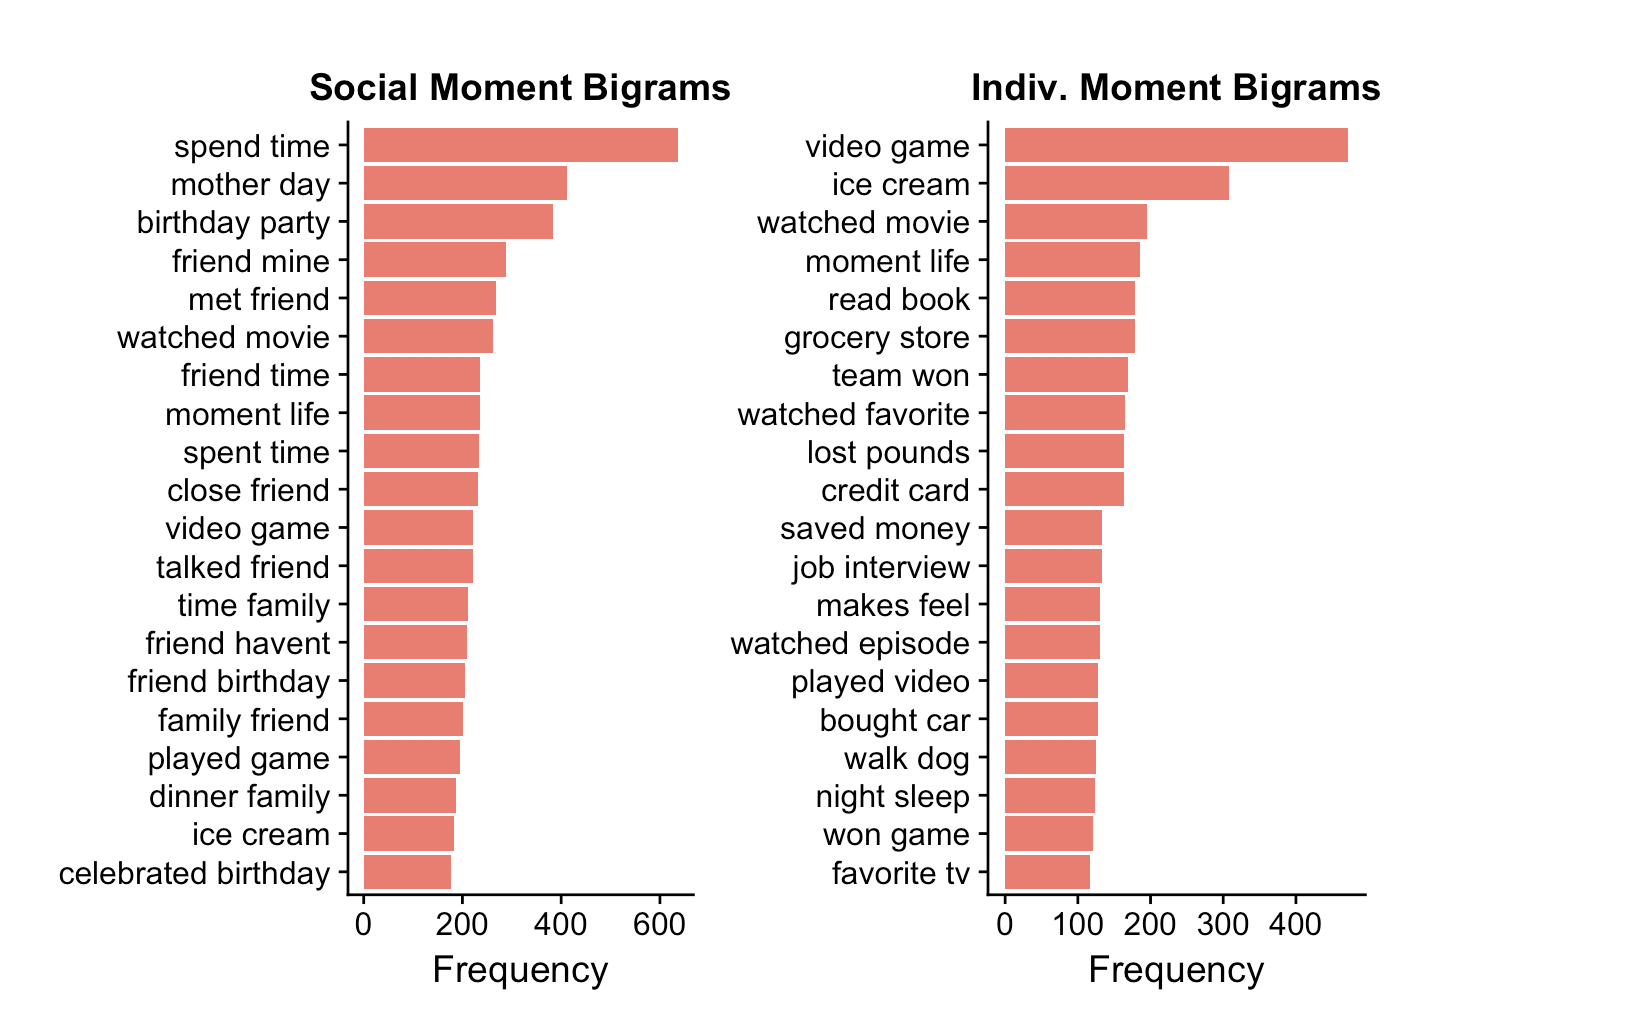 Social Moment Bigrams
spend time
mother day
birthday party
friend mine
met friend
watched movie
friend time
moment life
spent time
close friend
video game
talked friend
time family
friend havent
friend birthday
family friend
played game
dinner family
ice cream
celebrated birthday
0 200 400 600
Frequency
Indiv. Moment Bigrams
video game
ice cream
watched movie
moment life
read book
grocery store
team won
watched favorite
lost pounds
credit card
saved money
job interview
makes feel
watched episode
played video
bought car
walk dog
night sleep
won game
favorite tv
0 100 200 300 400
Frequency